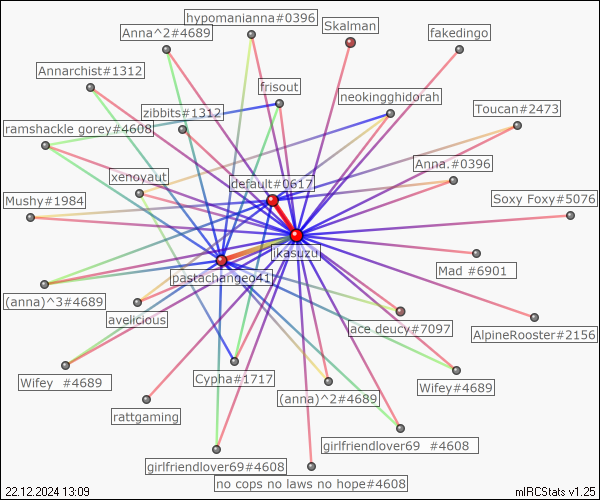 hypomanianna#0396
Skalman
Anna^2#4689
fakedingo
Annarchist#1312
frisout
neokingghidorah
zibbits#1312
Toucan#2473
ramshackle gorey#4608
Anna.#0396
xenoyaut
default#0617
Mushy#1984
Soxy Foxy#5076
ikasuzu
Mad #6901
pastachange041
(anna)^3#4689
avelicious
ace deucy#7097
AlpineRooster#2156
Wifey #4689
Cypha#1717
Wifey#4689
(anna)^2#4689
rattgaming
girlfriendlover69 #4608
girlfriendlover69#4608
no cops no laws no hope#4608
22.12.2024 13:09
mIRCStats v1.25